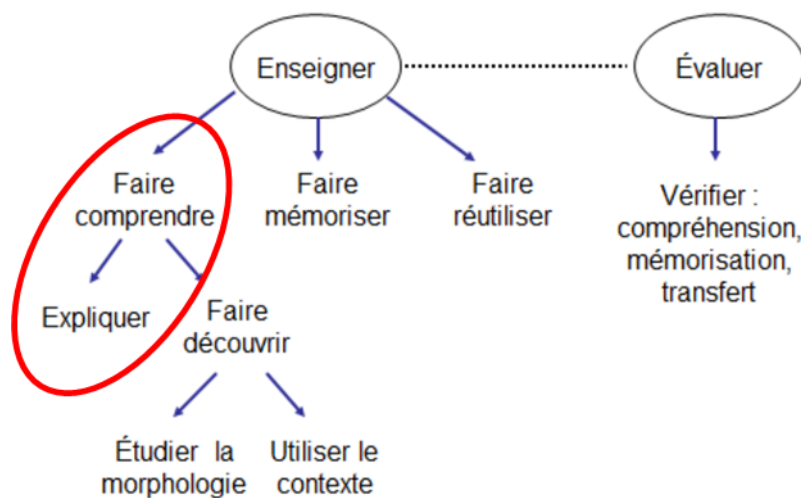 Enseigner
Évaluer
Faire
comprendre
Faire
mémoriser
Faire
réutiliser
Vérifier :
compréhension,
mémorisation,
transfert
Expliquer
Faire
découvrir
Étudier la
morphologie
Utiliser le
contexte